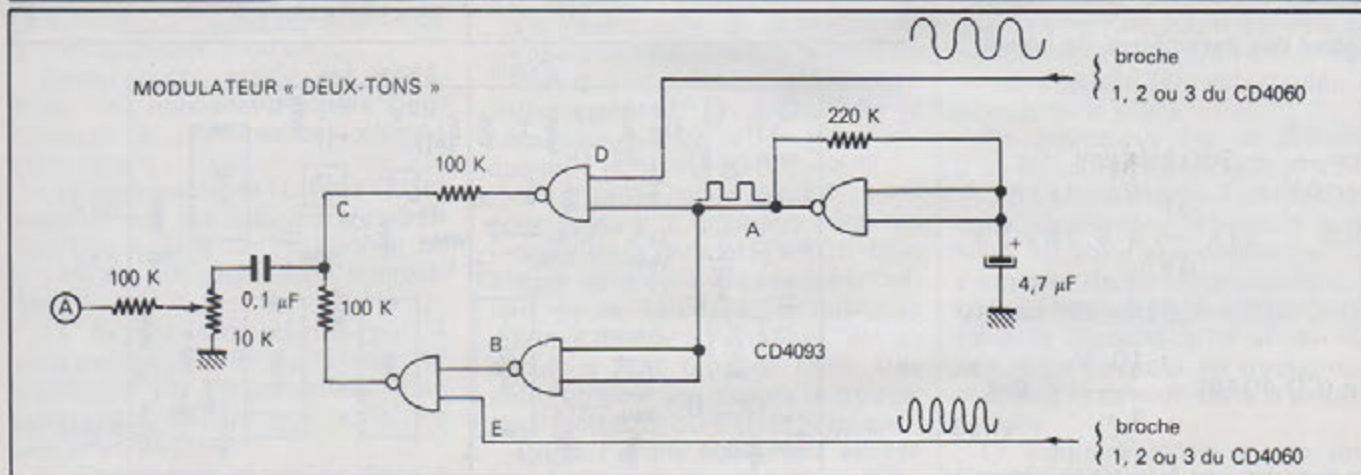 MODULATEUR « DEUX-TONS »
broche
1, 2 ou 3 du CD4060
220 K
D
100 K
C
A
+
4,7 µF
100 K
0,1 µF
A
10 K
100 K
B
CD4093
E
broche
1, 2 ou 3 du CD4060